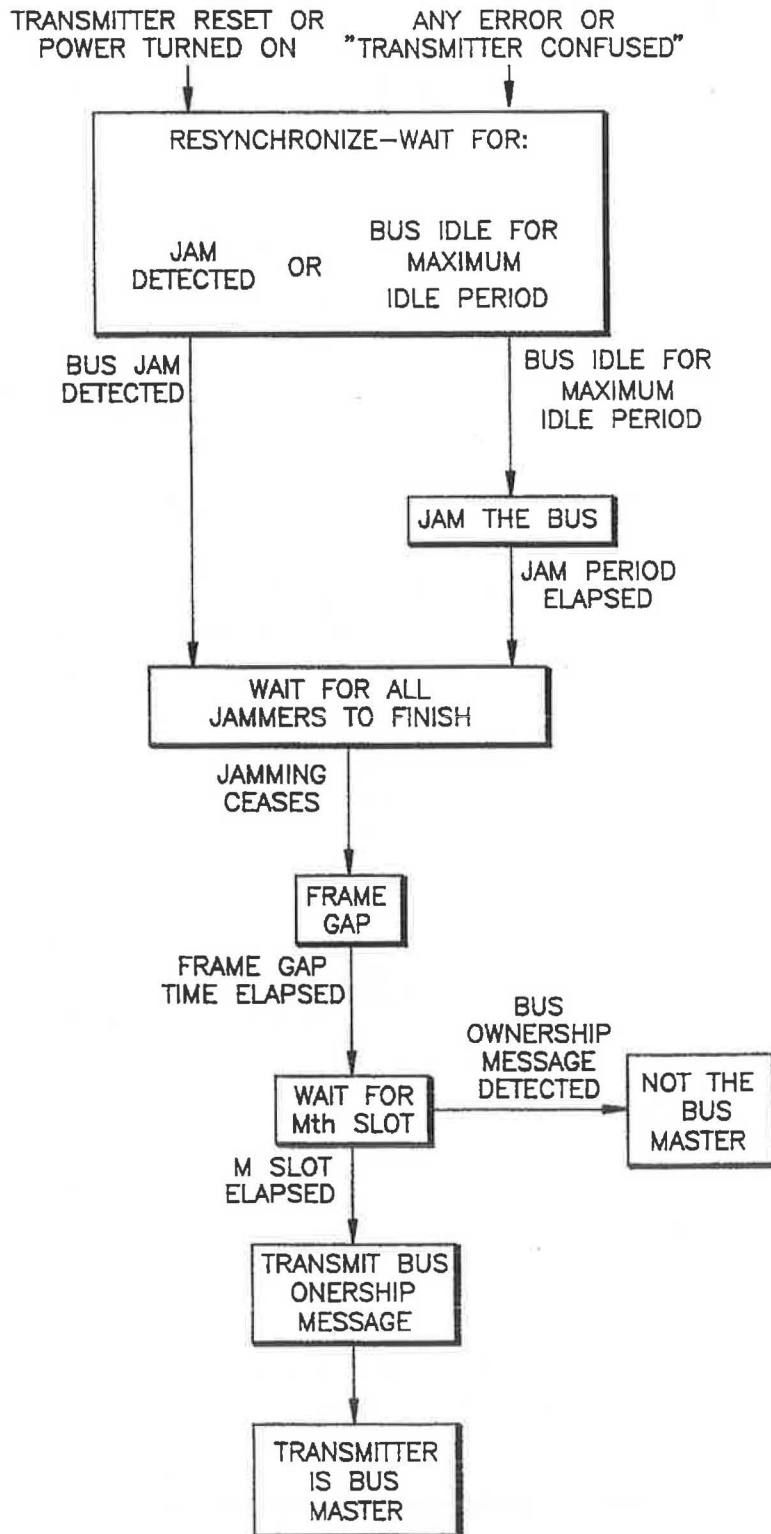 TRANSMITTER RESET OR
POWER TURNED ON
ANY ERROR OR
"TRANSMITTER CONFUSED"
RESYNCHRONIZE-WAIT FOR:
JAM
DETECTED
OR
BUS IDLE FOR
MAXIMUM
IDLE PERIOD
BUS JAM
DETECTED
BUS IDLE FOR
MAXIMUM
IDLE PERIOD
JAM THE BUS
JAM PERIOD
ELAPSED
WAIT FOR ALL
JAMMERS TO FINISH
JAMMING
CEASES
FRAME
GAP
FRAME GAP
TIME ELAPSED
BUS
OWNERSHIP
MESSAGE
DETECTED
WAIT FOR
Mth SLOT
NOT THE
BUS
MASTER
M SLOT
ELAPSED
TRANSMIT BUS
ONERSHIP
MESSAGE
TRANSMITTER
IS BUS
MASTER